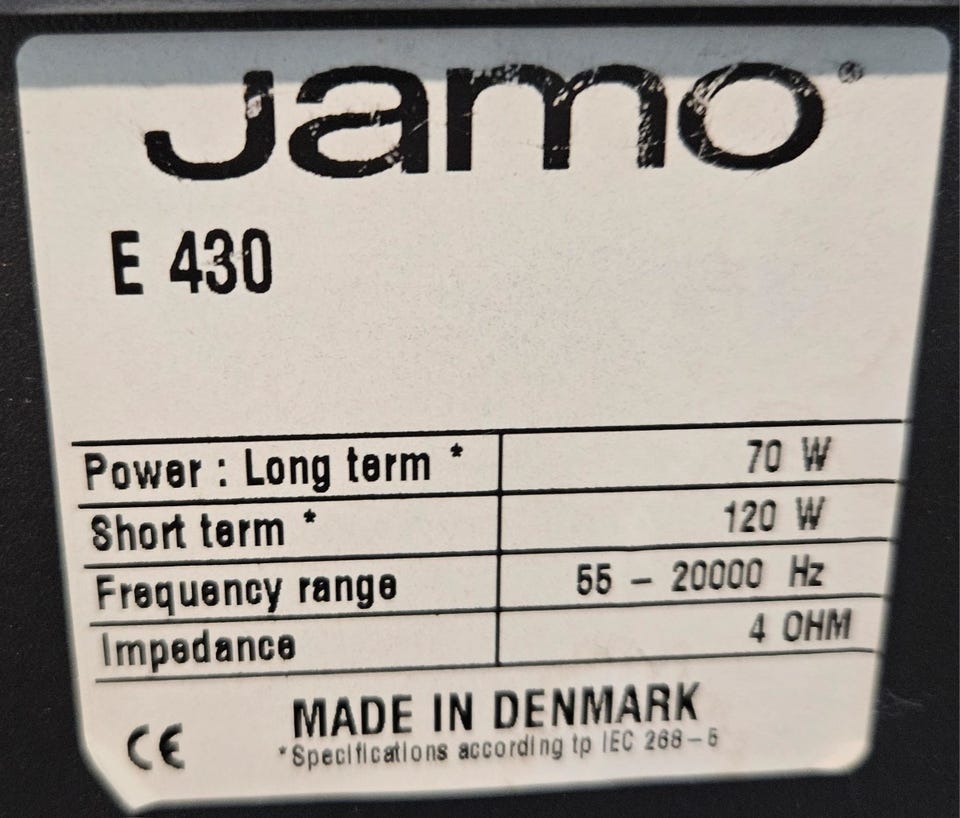 Jamo®
E 430
Power : Long term * 70 W
Short term * 120 W
Frequency range 55 – 20000 Hz
Impedance 4 OHM
MADE IN DENMARK
CE *Specifications according tp IEC 268–5